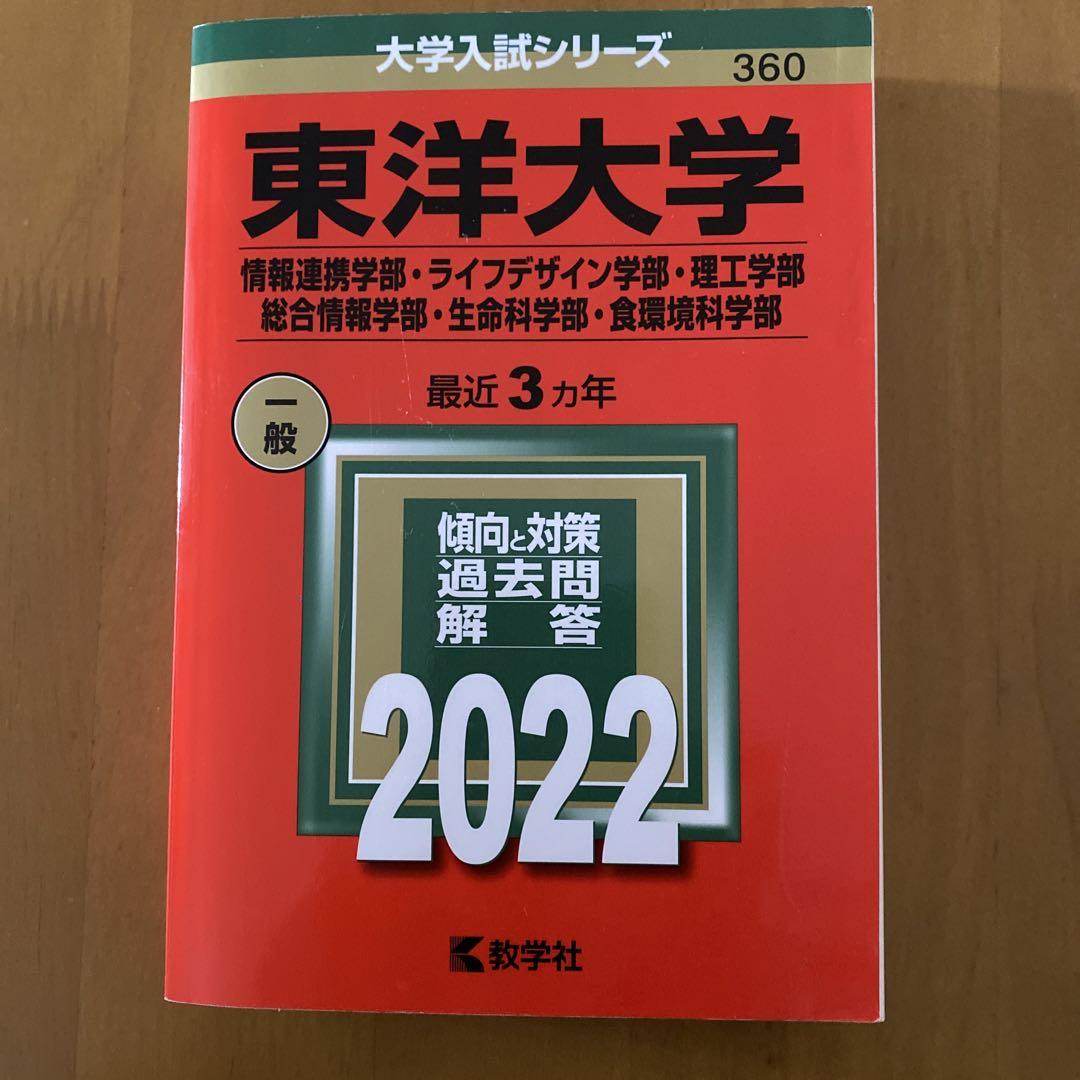 大学入試シリーズ
360
東洋大学
情報連携学部・ライフデザイン学部・理工学部
総合情報学部・生命科学部・食環境科学部
最近3カ年
一般
傾向と対策
過去問
解答
2022
教学社